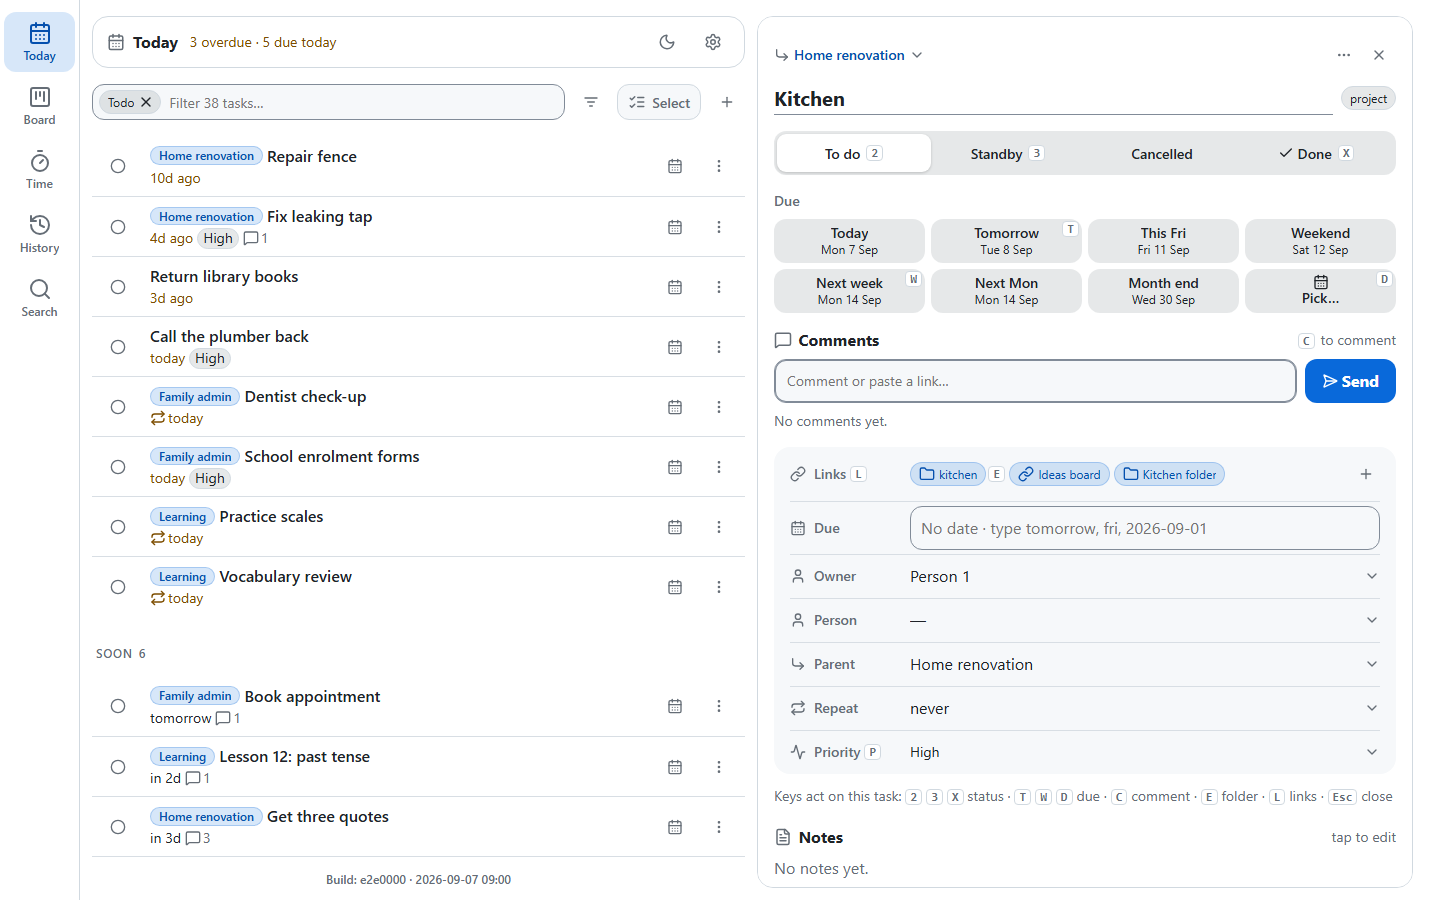 Today
Board
Time
History
Search
Today 3 overdue · 5 due today
Todo Filter 38 tasks... Select
Home renovation Repair fence
10d ago
Home renovation Fix leaking tap
4d ago High 1
Return library books
3d ago
Call the plumber back
today High
Family admin Dentist check-up
today
Family admin School enrolment forms
today High
Learning Practice scales
today
Learning Vocabulary review
today
SOON 6
Family admin Book appointment
tomorrow 1
Learning Lesson 12: past tense
in 2d 1
Home renovation Get three quotes
in 3d 3
Build: e2e0000 · 2026-09-07 09:00
Home renovation
Kitchen project
To do 2 Standby 3 Cancelled Done X
Due
Today Tomorrow T This Fri Weekend
Mon 7 Sep Tue 8 Sep Fri 11 Sep Sat 12 Sep
Next week W Next Mon Month end D
Mon 14 Sep Mon 14 Sep Wed 30 Sep Pick...
Comments C to comment
Comment or paste a link... Send
No comments yet.
Links L kitchen E Ideas board Kitchen folder
Due No date · type tomorrow, fri, 2026-09-01
Owner Person 1
Person —
Parent Home renovation
Repeat never
Priority P High
Keys act on this task: 2 3 X status · T W D due · C comment · E folder · L links · Esc close
Notes tap to edit
No notes yet.